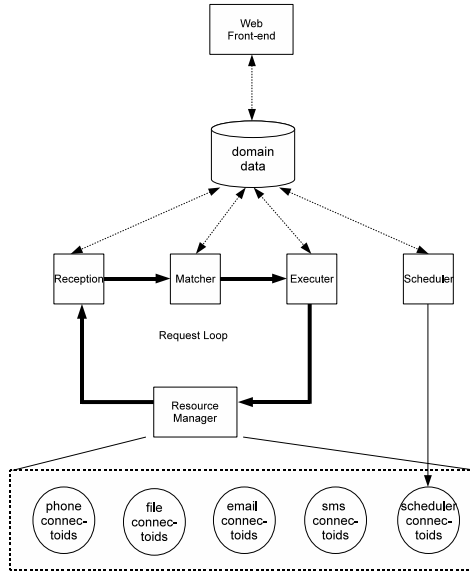 Web
Front-end
domain
data
Reception
Matcher
Executer
Scheduler
Request Loop
Resource
Manager
phone
connec-
toids
file
connec-
toids
email
connec-
toids
sms
connec-
toids
scheduler
connec-
toids